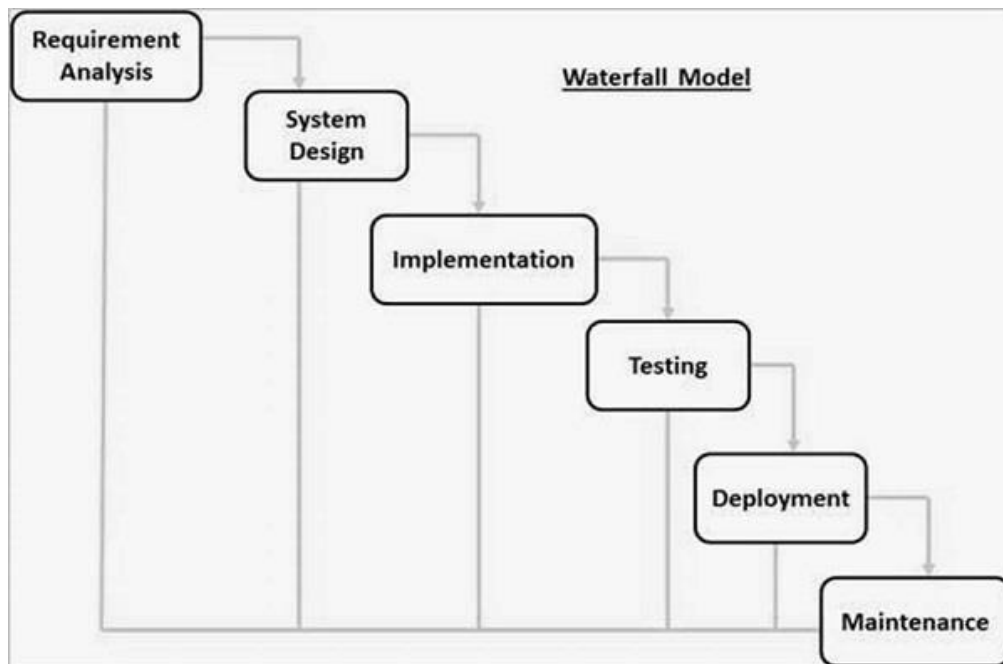 Requirement
Analysis
Waterfall Model
System
Design
Implementation
Testing
Deployment
Maintenance